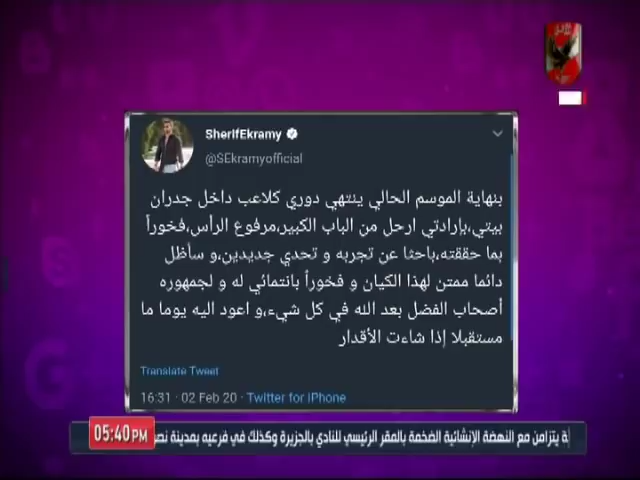 SherifEkramy
@SEkramyofficial
بنهاية الموسم الحالي ينتهي دوري كلاعب داخل جدران
بيتي،بإرادتي ارحل من الباب الكبير،مرفوع الرأس،فخوراً
بما حققته،باحثا عن تجربه و تحدي جديدين،و سأظل
دائما ممتن لهذا الكيان و فخوراً بانتمائي له و لجمهوره
أصحاب الفضل بعد الله في كل شيء،و اعود اليه يوما ما
مستقبلا إذا شاءت الأقدار
Translate Tweet
16:31 · 02 Feb 20 · Twitter for iPhone
05:40 PM
يتزامن مع النهضة الإنشائية الضخمة بالمقر الرئيسي للنادي بالجزيرة وكذلك في فرعيه بمدينة نصـ